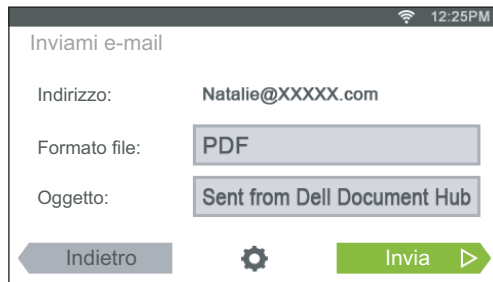 12:25PM
Inviami e-mail
Indirizzo: Natalie@XXXXX.com
Formato file: PDF
Oggetto: Sent from Dell Document Hub
Indietro Invia